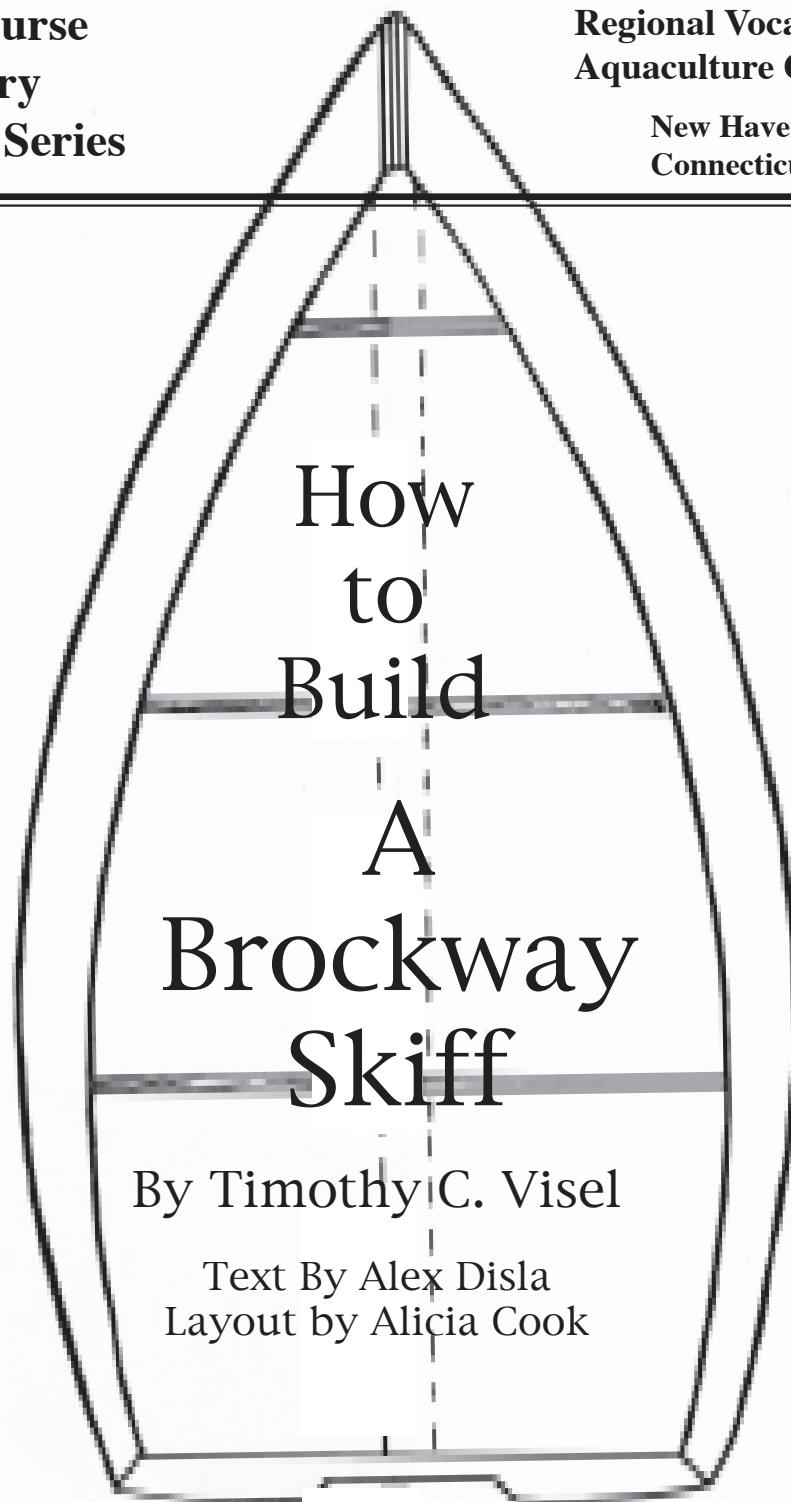 urse
ry
Series
Regional Voca
Aquaculture C
New Have
Connecticu
How
to
Build
A
Brockway
Skiff
By Timothy C. Visel
Text By Alex Disla
Layout by Alicia Cook